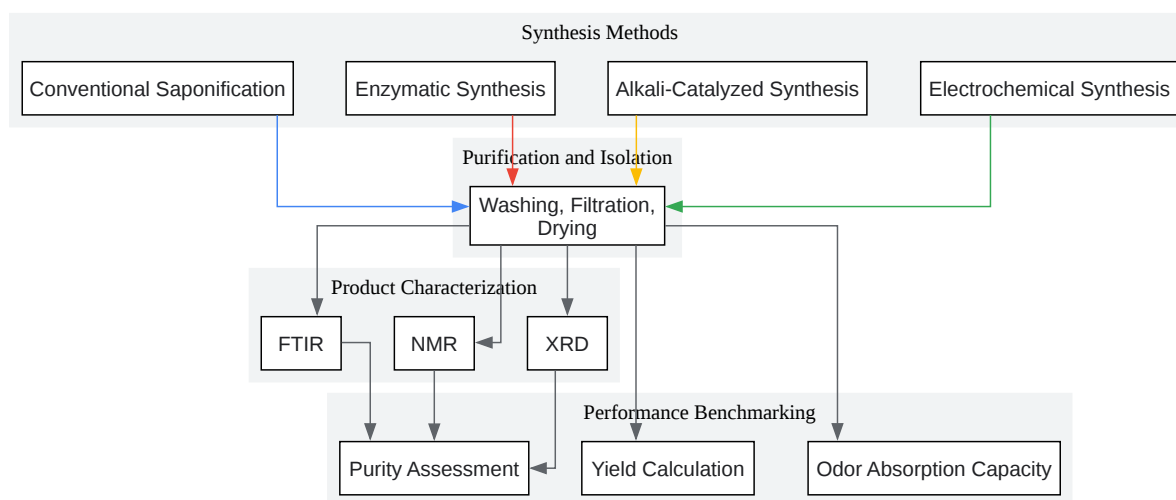 Synthesis Methods
Conventional Saponification
Enzymatic Synthesis
Alkali-Catalyzed Synthesis
Electrochemical Synthesis
Purification and Isolation
Washing, Filtration,
Drying
Product Characterization
FTIR
NMR
XRD
Performance Benchmarking
Purity Assessment
Yield Calculation
Odor Absorption Capacity